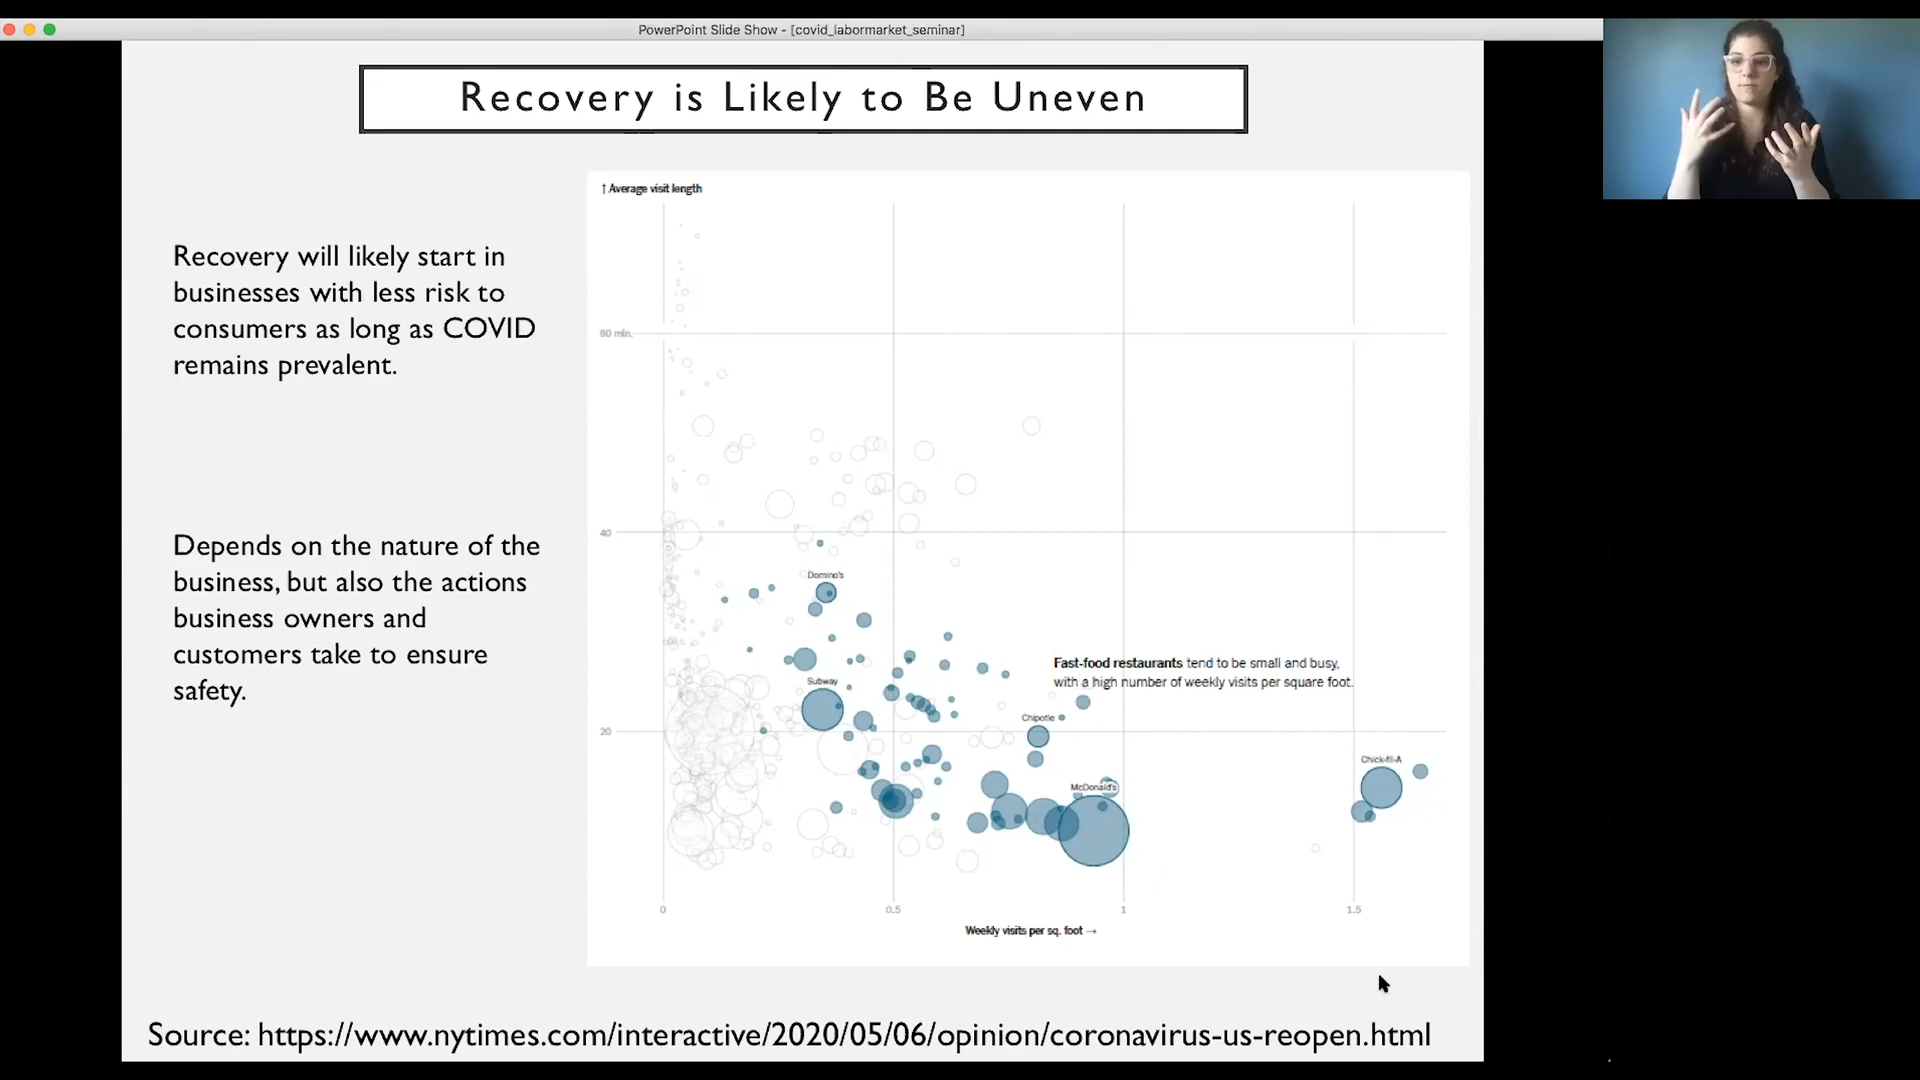 PowerPoint Slide Show - [covid_labormarket_seminar]
Recovery is Likely to Be Uneven
Recovery will likely start in
businesses with less risk to
consumers as long as COVID
remains prevalent.
Depends on the nature of the
business, but also the actions
business owners and
customers take to ensure
safety.
↑ Average visit length
60 min.
40
Domino's
Fast-food restaurants tend to be small and busy,
with a high number of weekly visits per square foot.
Subway
Chipotle
20
Chick-fil-A
McDonald's
0
0.5
1
1.5
Weekly visits per sq. foot →
Source: https://www.nytimes.com/interactive/2020/05/06/opinion/coronavirus-us-reopen.html